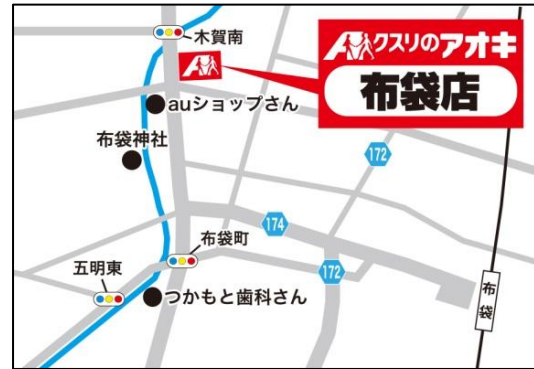 木賀南
クスリのアオキ
布袋店
auショップさん
布袋神社
172
174
布袋町
五明東
172
つかもと歯科さん
布袋